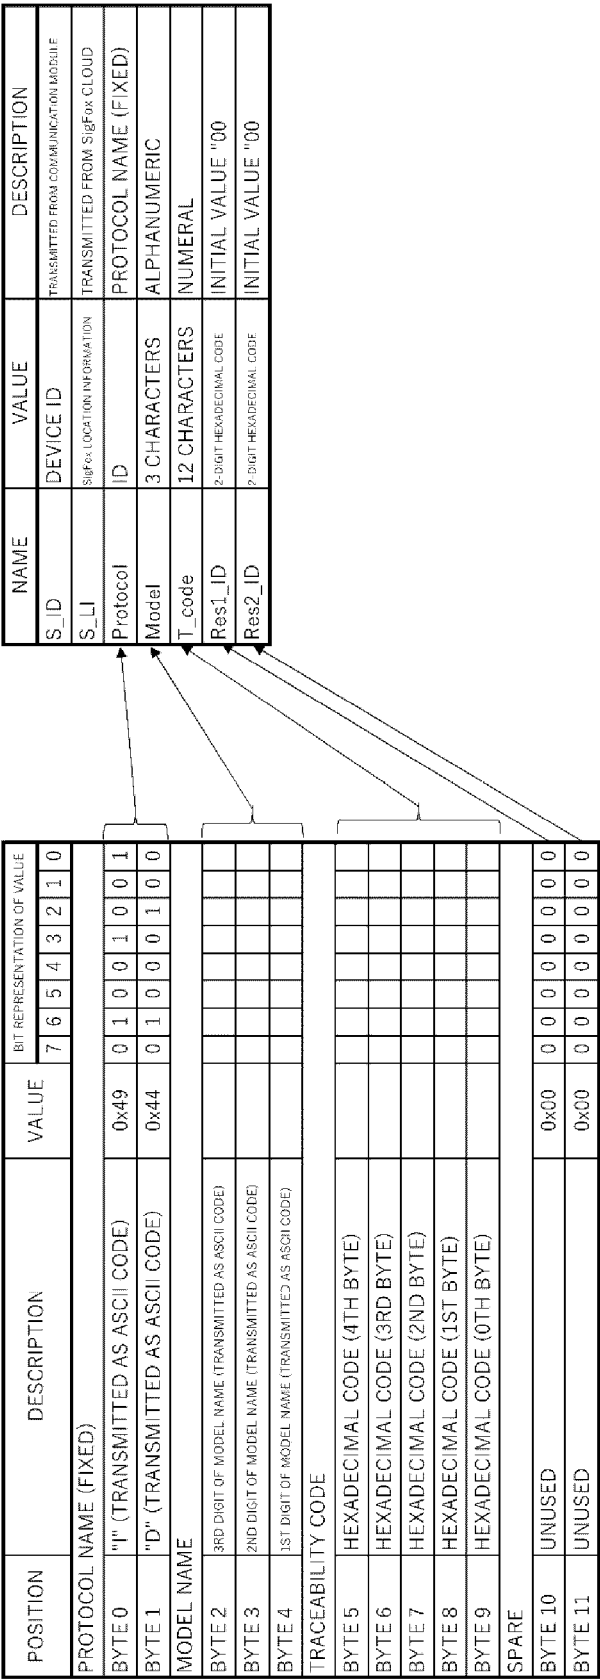 POSITION DESCRIPTION VALUE BIT REPRESENTATION OF VALUE
7 6 5 4 3 2 1 0
PROTOCOL NAME (FIXED)
BYTE 0 "I" (TRANSMITTED AS ASCII CODE) 0x49 0 1 0 0 1 0 0 1
BYTE 1 "D" (TRANSMITTED AS ASCII CODE) 0x44 0 1 0 0 0 1 0 0
MODEL NAME
BYTE 2 3RD DIGIT OF MODEL NAME (TRANSMITTED AS ASCII CODE)
BYTE 3 2ND DIGIT OF MODEL NAME (TRANSMITTED AS ASCII CODE)
BYTE 4 1ST DIGIT OF MODEL NAME (TRANSMITTED AS ASCII CODE)
TRACEABILITY CODE
BYTE 5 HEXADECIMAL CODE (4TH BYTE)
BYTE 6 HEXADECIMAL CODE (3RD BYTE)
BYTE 7 HEXADECIMAL CODE (2ND BYTE)
BYTE 8 HEXADECIMAL CODE (1ST BYTE)
BYTE 9 HEXADECIMAL CODE (0TH BYTE)
SPARE
BYTE 10 UNUSED 0x00 0 0 0 0 0 0 0 0
BYTE 11 UNUSED 0x00 0 0 0 0 0 0 0 0
NAME VALUE DESCRIPTION
S_ID DEVICE ID TRANSMITTED FROM COMMUNICATION MODULE
S_LI SigFox LOCATION INFORMATION TRANSMITTED FROM SigFox CLOUD
Protocol ID PROTOCOL NAME (FIXED)
Model 3 CHARACTERS ALPHANUMERIC
T_code 12 CHARACTERS NUMERAL
Res1_ID 2-DIGIT HEXADECIMAL CODE INITIAL VALUE "00
Res2_ID 2-DIGIT HEXADECIMAL CODE INITIAL VALUE "00